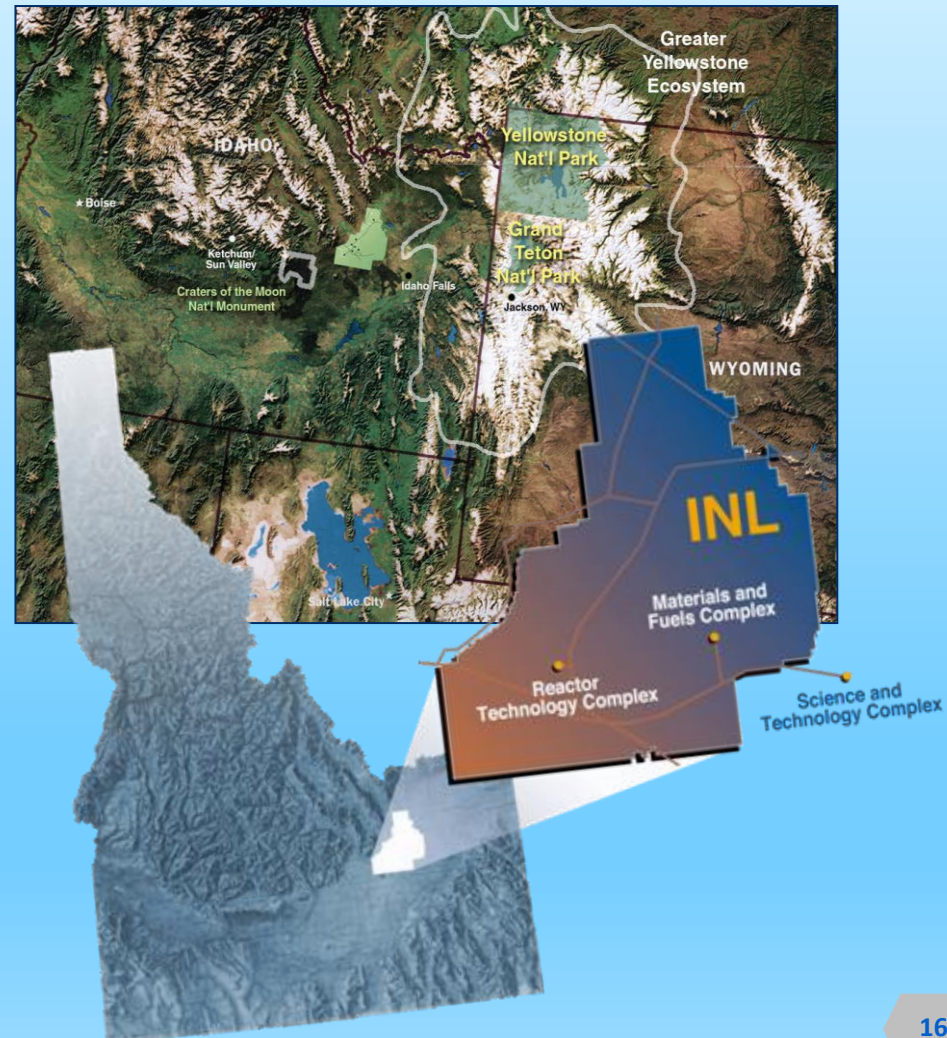 Greater
Yellowstone
Ecosystem
Yellowstone
Nat'l Park
IDAHO
★Boise
Ketchum/
Sun Valley
Grand
Teton
Nat'l Park
Idaho Falls
Craters of the Moon
Nat'l Monument
Jackson, WY
WYOMING
INL
Materials and
Fuels Complex
Salt Lake City
Reactor
Technology Complex
Science and
Technology Complex
16